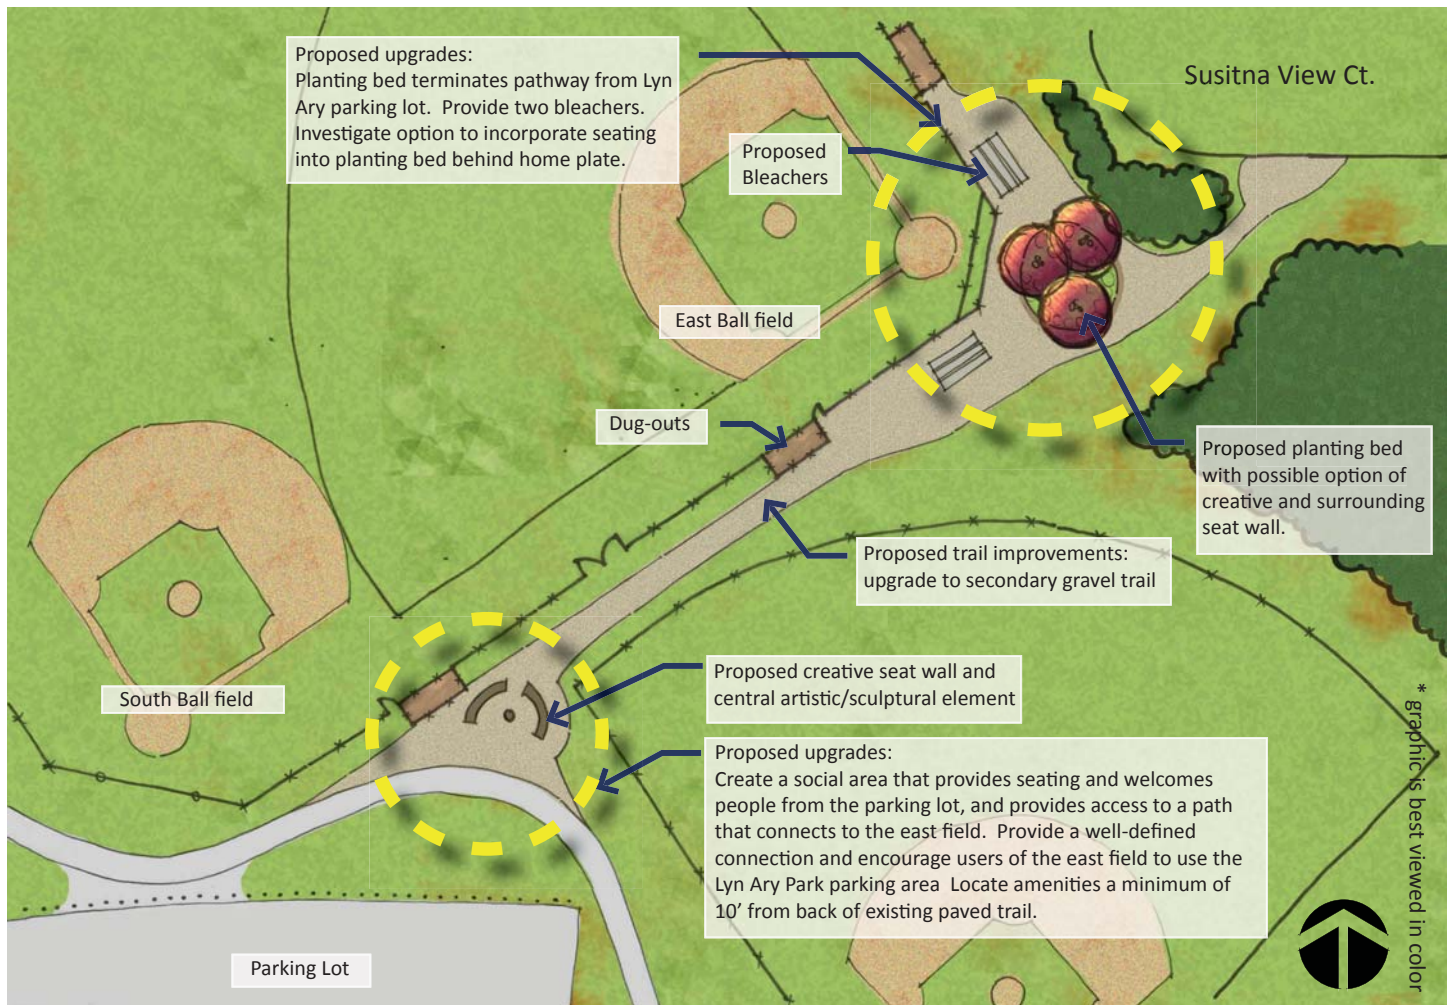 Proposed upgrades:
Planting bed terminates pathway from Lyn
Ary parking lot.  Provide two bleachers.
Investigate option to incorporate seating
into planting bed behind home plate.
Susitna View Ct.
Proposed
Bleachers
East Ball field
Dug-outs
Proposed planting bed
with possible option of
creative and surrounding
seat wall.
Proposed trail improvements:
upgrade to secondary gravel trail
South Ball field
Proposed creative seat wall and
central artistic/sculptural element
Proposed upgrades:
Create a social area that provides seating and welcomes
people from the parking lot, and provides access to a path
that connects to the east field.  Provide a well-defined
connection and encourage users of the east field to use the
Lyn Ary Park parking area  Locate amenities a minimum of
10’ from back of existing paved trail.
Parking Lot
* graphic is best viewed in color